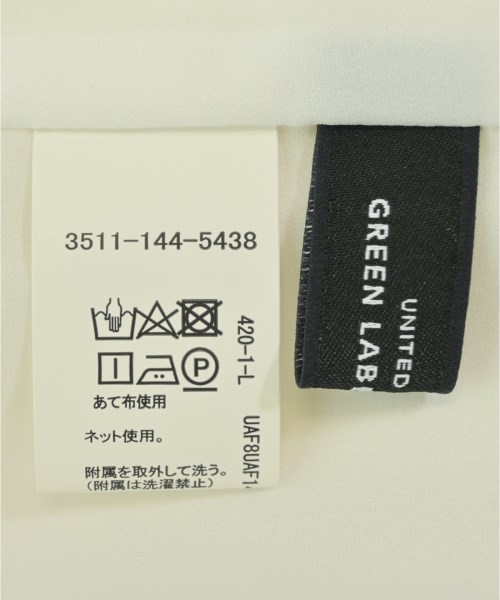 3511-144-5438
P
あて布使用
ネット使用。
附属を取外して洗う。
(附属は洗濯禁止)
420-1-L
UAF8UAF1
UNITED
GREEN LAB